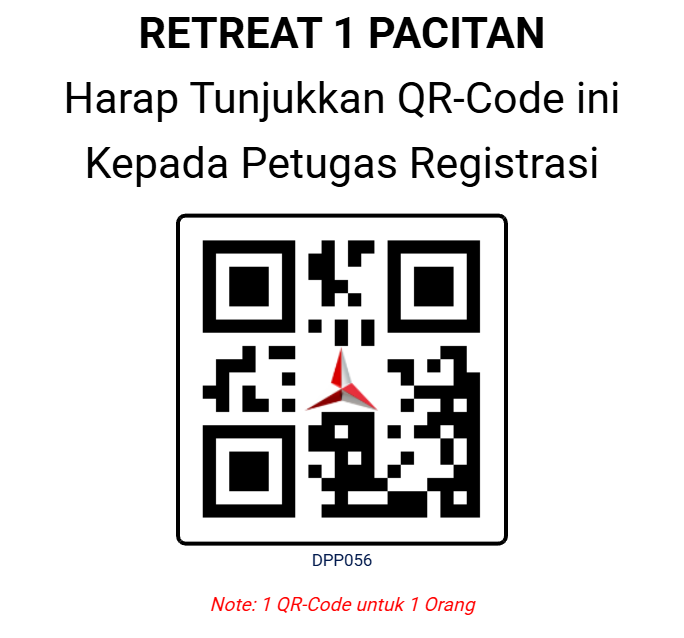 RETREAT 1 PACITAN
Harap Tunjukkan QR-Code ini
Kepada Petugas Registrasi
DPP056
Note: 1 QR-Code untuk 1 Orang